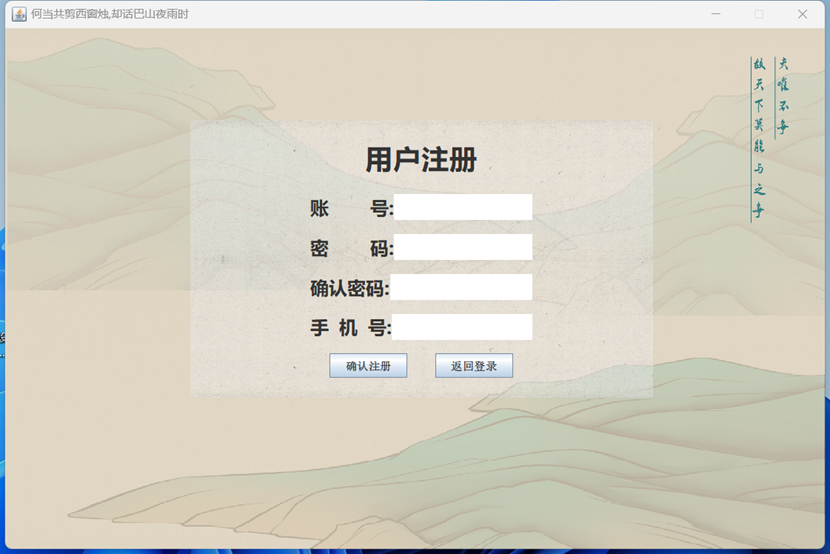 何当共剪西窗烛,却话巴山夜雨时
夫唯不争
故天下莫能与之争
用户注册
账 号:
密 码:
确认密码:
手 机 号:
确认注册 返回登录